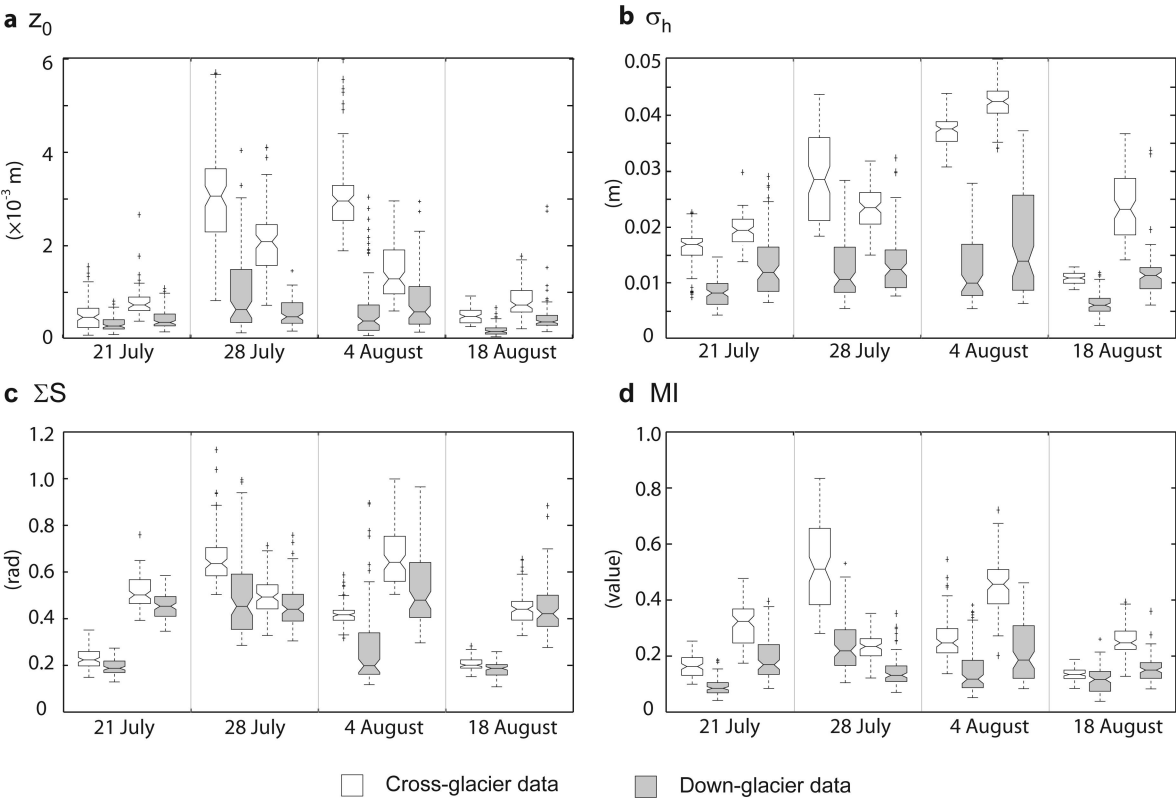 a z0
b σh
6
4
2
0
(×10⁻³ m)
21 July 28 July 4 August 18 August
0.05
0.04
0.03
0.02
0.01
0
(m)
21 July 28 July 4 August 18 August
c ΣS
d MI
1.2
1.0
0.8
0.6
0.4
0.2
0
(rad)
21 July 28 July 4 August 18 August
1.0
0.8
0.6
0.4
0.2
0
(value)
21 July 28 July 4 August 18 August
Cross-glacier data Down-glacier data